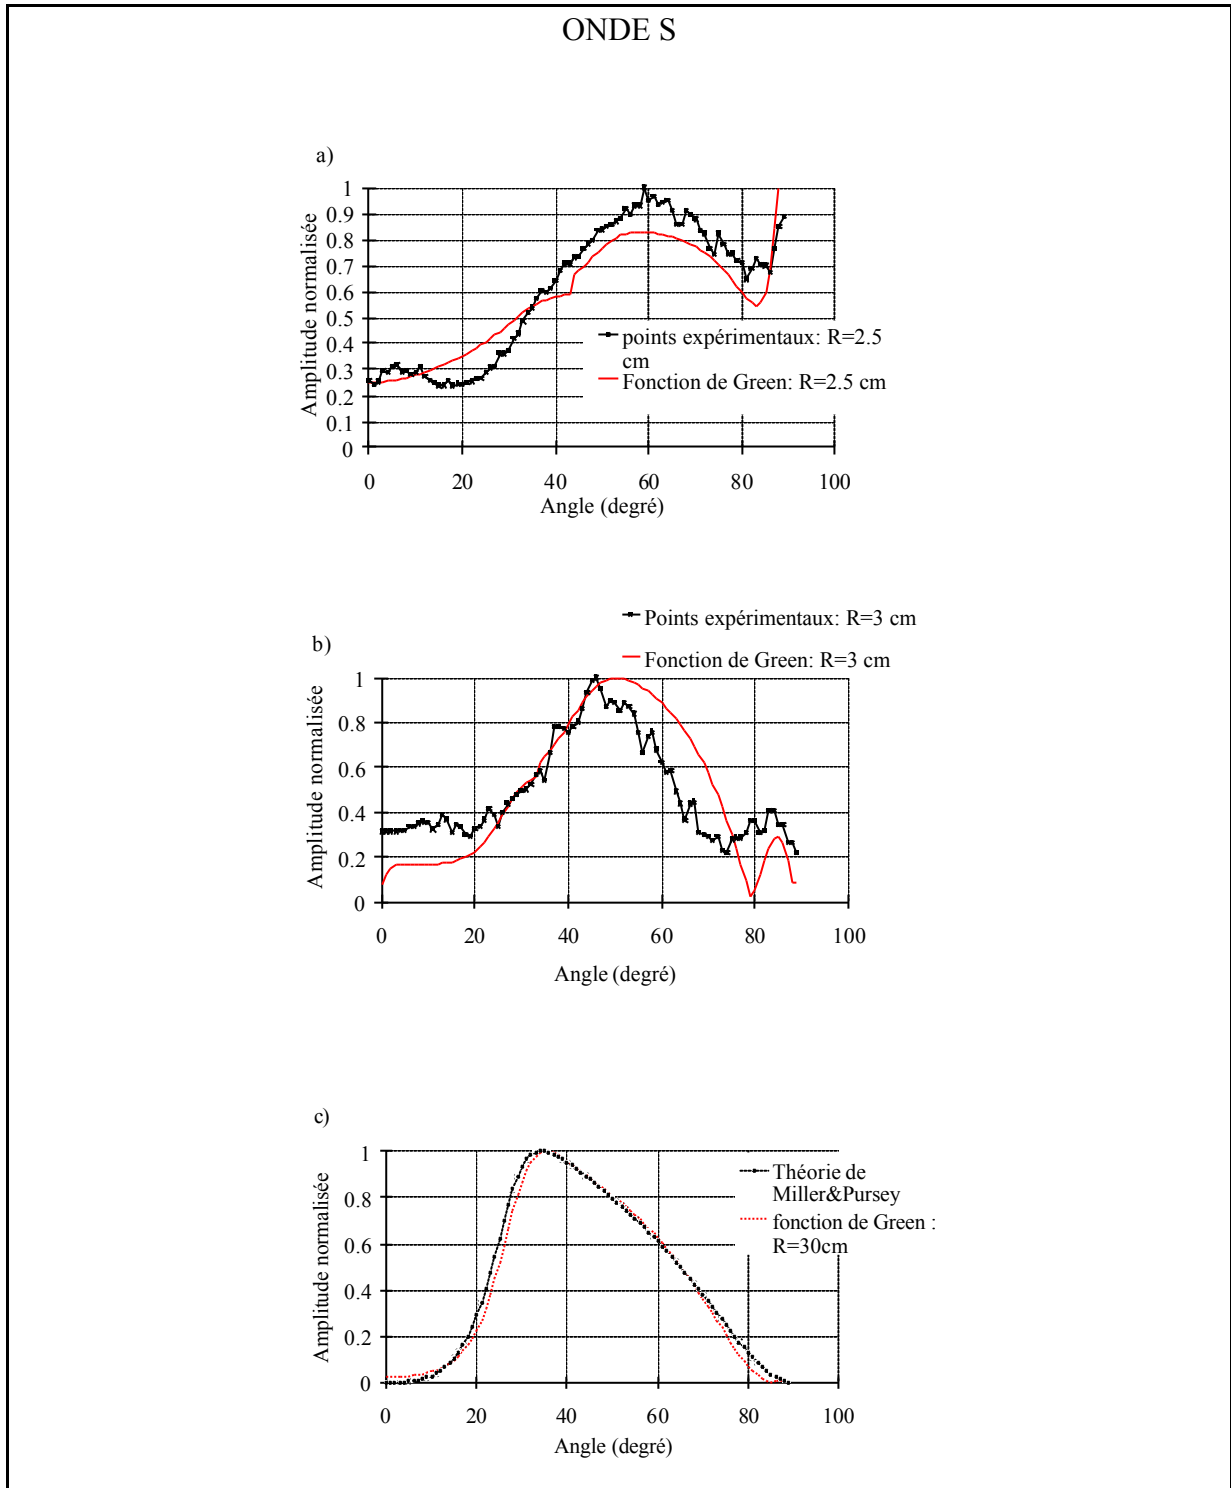 ONDE S
a)
Amplitude normalisée
1
0.9
0.8
0.7
0.6
0.5
0.4
0.3
0.2
0.1
0
points expérimentaux: R=2.5
cm
Fonction de Green: R=2.5 cm
0 20 40 60 80 100
Angle (degré)
Points expérimentaux: R=3 cm
b)
Fonction de Green: R=3 cm
Amplitude normalisée
1
0.8
0.6
0.4
0.2
0
0 20 40 60 80 100
Angle (degré)
c)
Amplitude normalisée
1
0.8
0.6
0.4
0.2
0
Théorie de
Miller&Pursey
fonction de Green :
R=30cm
0 20 40 60 80 100
Angle (degré)